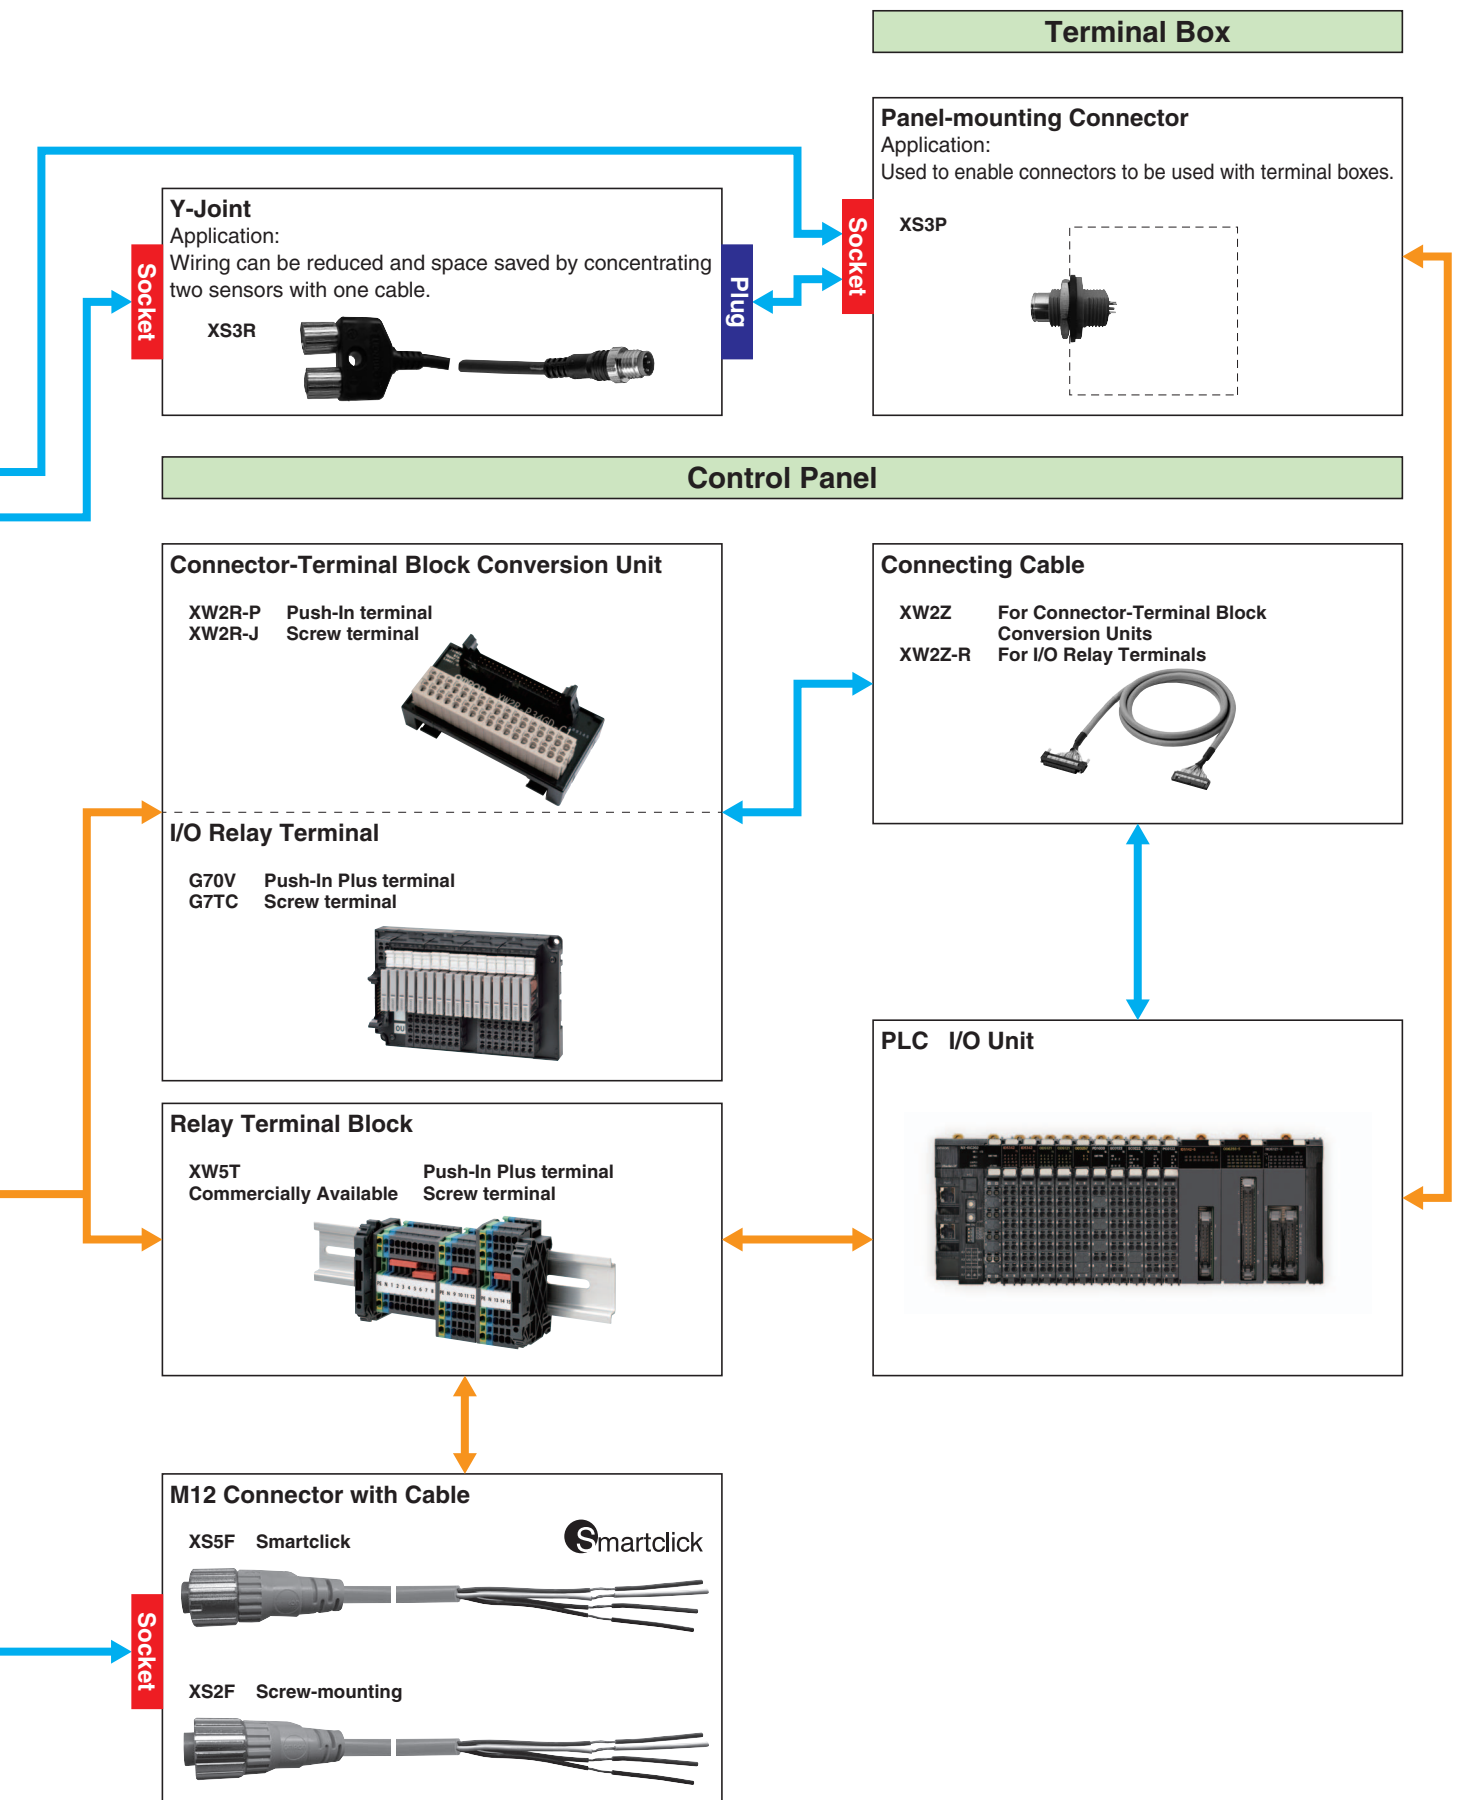 Terminal Box
Panel-mounting Connector
Application:
Used to enable connectors to be used with terminal boxes.
XS3P
Socket
Y-Joint
Application:
Wiring can be reduced and space saved by concentrating
two sensors with one cable.
XS3R
Socket
Plug
Control Panel
Connector-Terminal Block Conversion Unit
XW2R-P Push-In terminal
XW2R-J Screw terminal
Connecting Cable
XW2Z For Connector-Terminal Block
Conversion Units
XW2Z-R For I/O Relay Terminals
I/O Relay Terminal
G70V Push-In Plus terminal
G7TC Screw terminal
PLC I/O Unit
Relay Terminal Block
XW5T Push-In Plus terminal
Commercially Available Screw terminal
M12 Connector with Cable
XS5F Smartclick
Smartclick
Socket
XS2F Screw-mounting